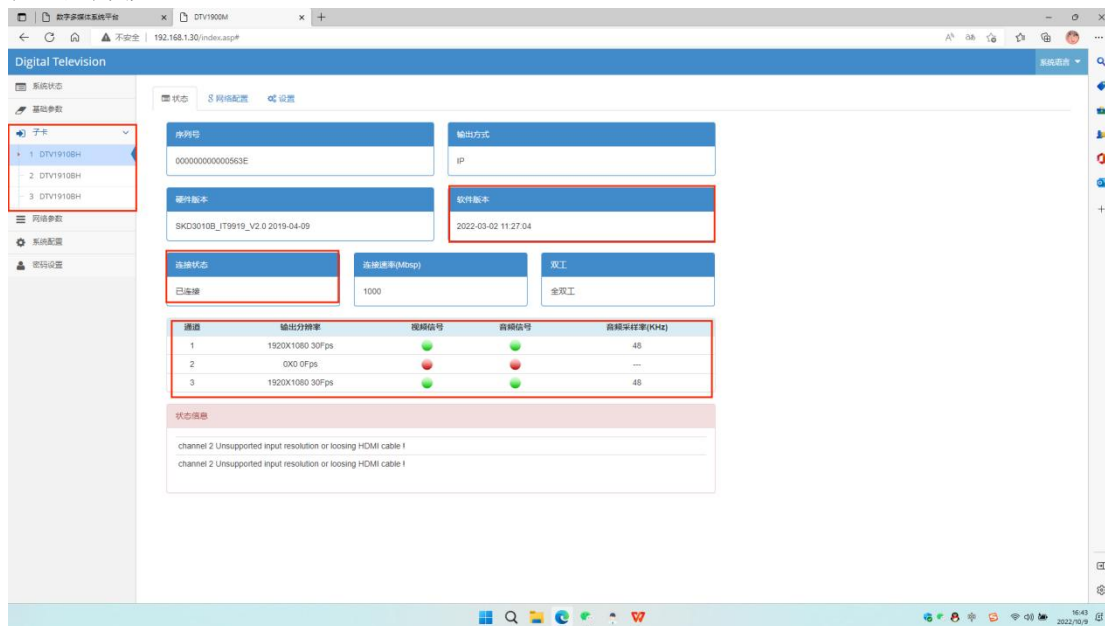 数字多媒体系统平台
DTV1900M
不安全 192.168.1.30/index.asp#
Digital Television
系统语言
系统状态
基础参数
子卡
1 DTV1910BH
2 DTV1910BH
3 DTV1910BH
网络参数
系统配置
密码设置
状态 网络配置 设置
序列号 输出方式
000000000000563E IP
硬件版本 软件版本
SKD3010B_IT9919_V2.0 2019-04-09 2022-03-02 11:27:04
连接状态 连接速率(Mbsp) 双工
已连接 1000 全双工
通道 输出分辨率 视频信号 音频信号 音频采样率(KHz)
1 1920X1080 30Fps 48
2 0X0 0Fps ---
3 1920X1080 30Fps 48
状态信息
channel 2 Unsupported input resolution or loosing HDMI cable !
channel 2 Unsupported input resolution or loosing HDMI cable !
中
16:43
2022/10/9